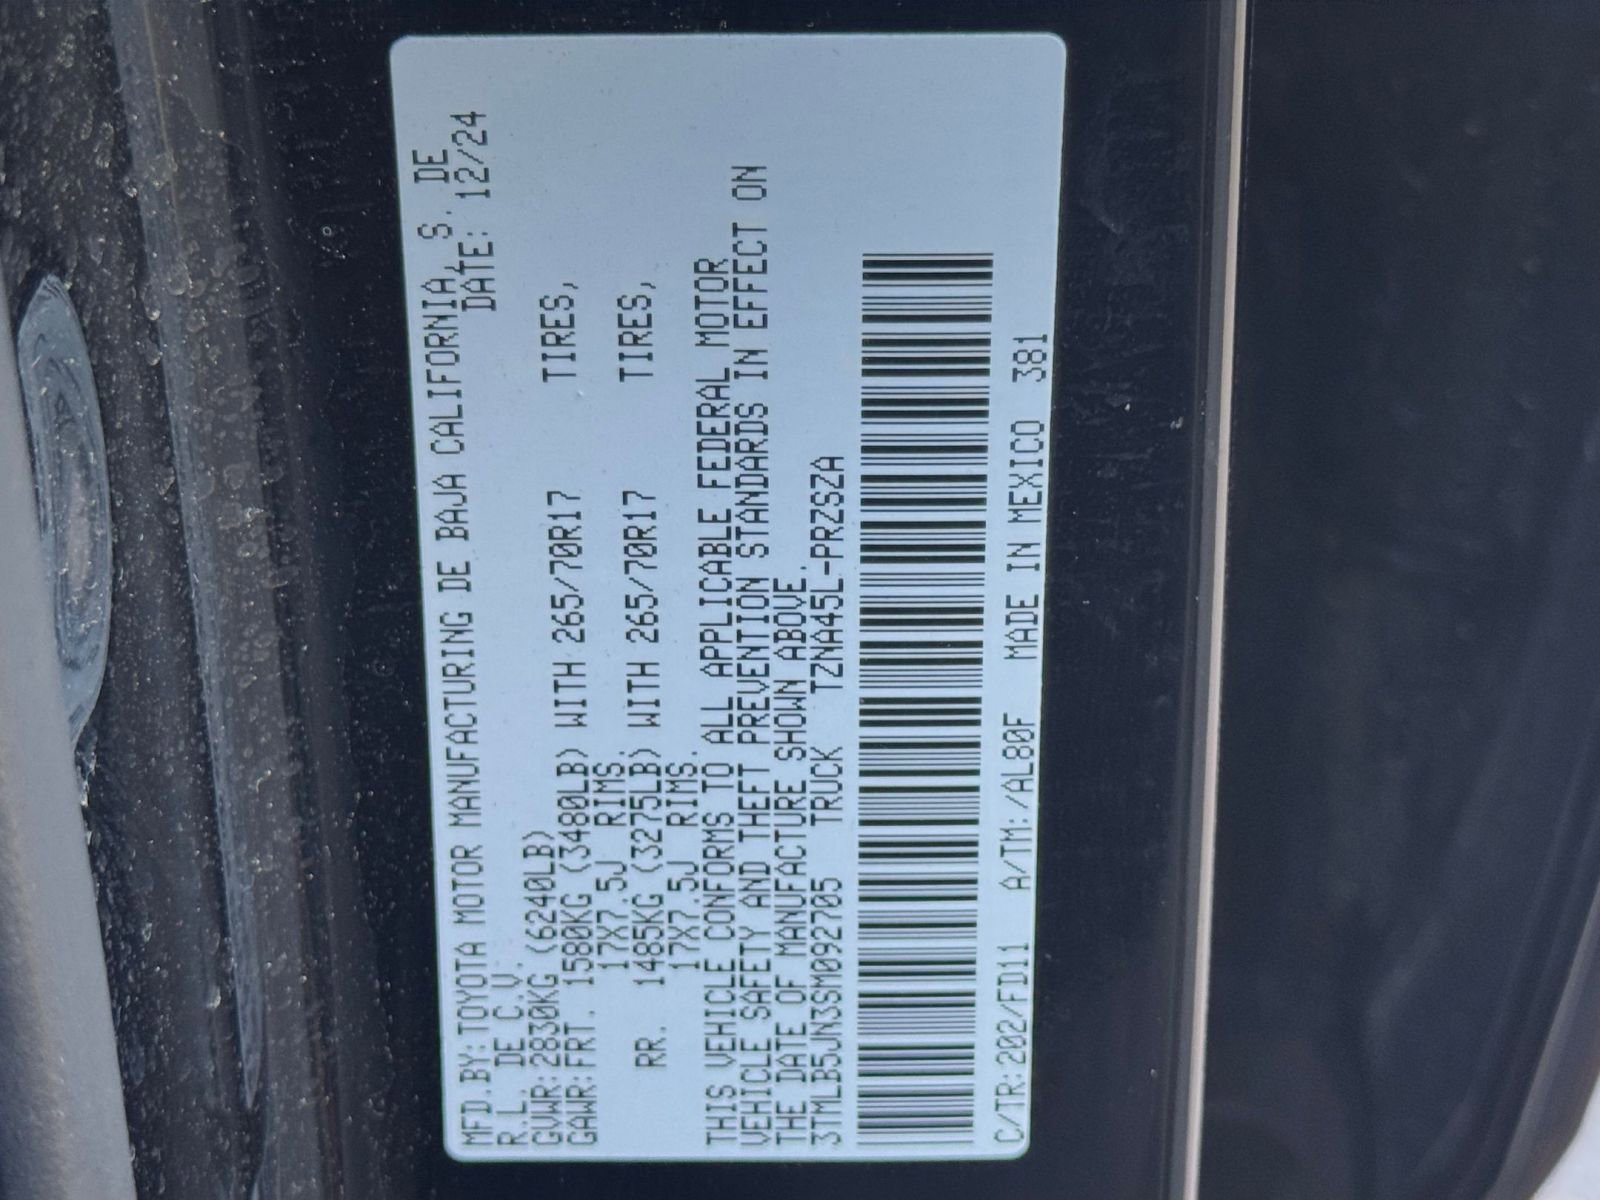 MFD.BY:TOYOTA MOTOR MANUFACTURING DE BAJA CALIFORNIA, S. DE
R.L. DE C.V. DATE: 12/24
GVWR:2830KG (6240LB)
GAWR:FRT. 1580KG (3480LB) WITH 265/70R17 TIRES,
17X7.5J RIMS.
RR. 1485KG (3275LB) WITH 265/70R17 TIRES,
17X7.5J RIMS.
THIS VEHICLE CONFORMS TO ALL APPLICABLE FEDERAL MOTOR
VEHICLE SAFETY AND THEFT PREVENTION STANDARDS IN EFFECT ON
THE DATE OF MANUFACTURE SHOWN ABOVE.
3TMLB5JN3SM092705 TRUCK TZNA45L-PRZSZA
C/TR:202/FD11 A/TM:/AL80F MADE IN MEXICO 381